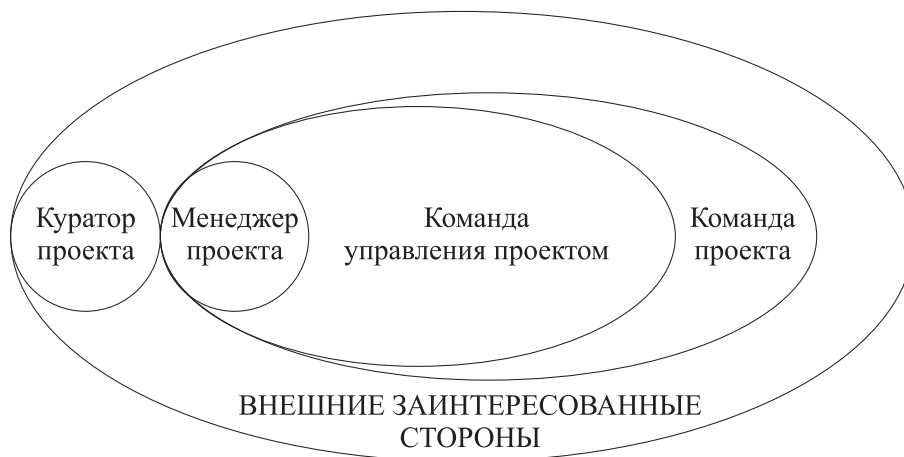 Куратор
проекта
Менеджер
проекта
Команда
управления проектом
Команда
проекта
ВНЕШНИЕ ЗАИНТЕРЕСОВАННЫЕ
СТОРОНЫ